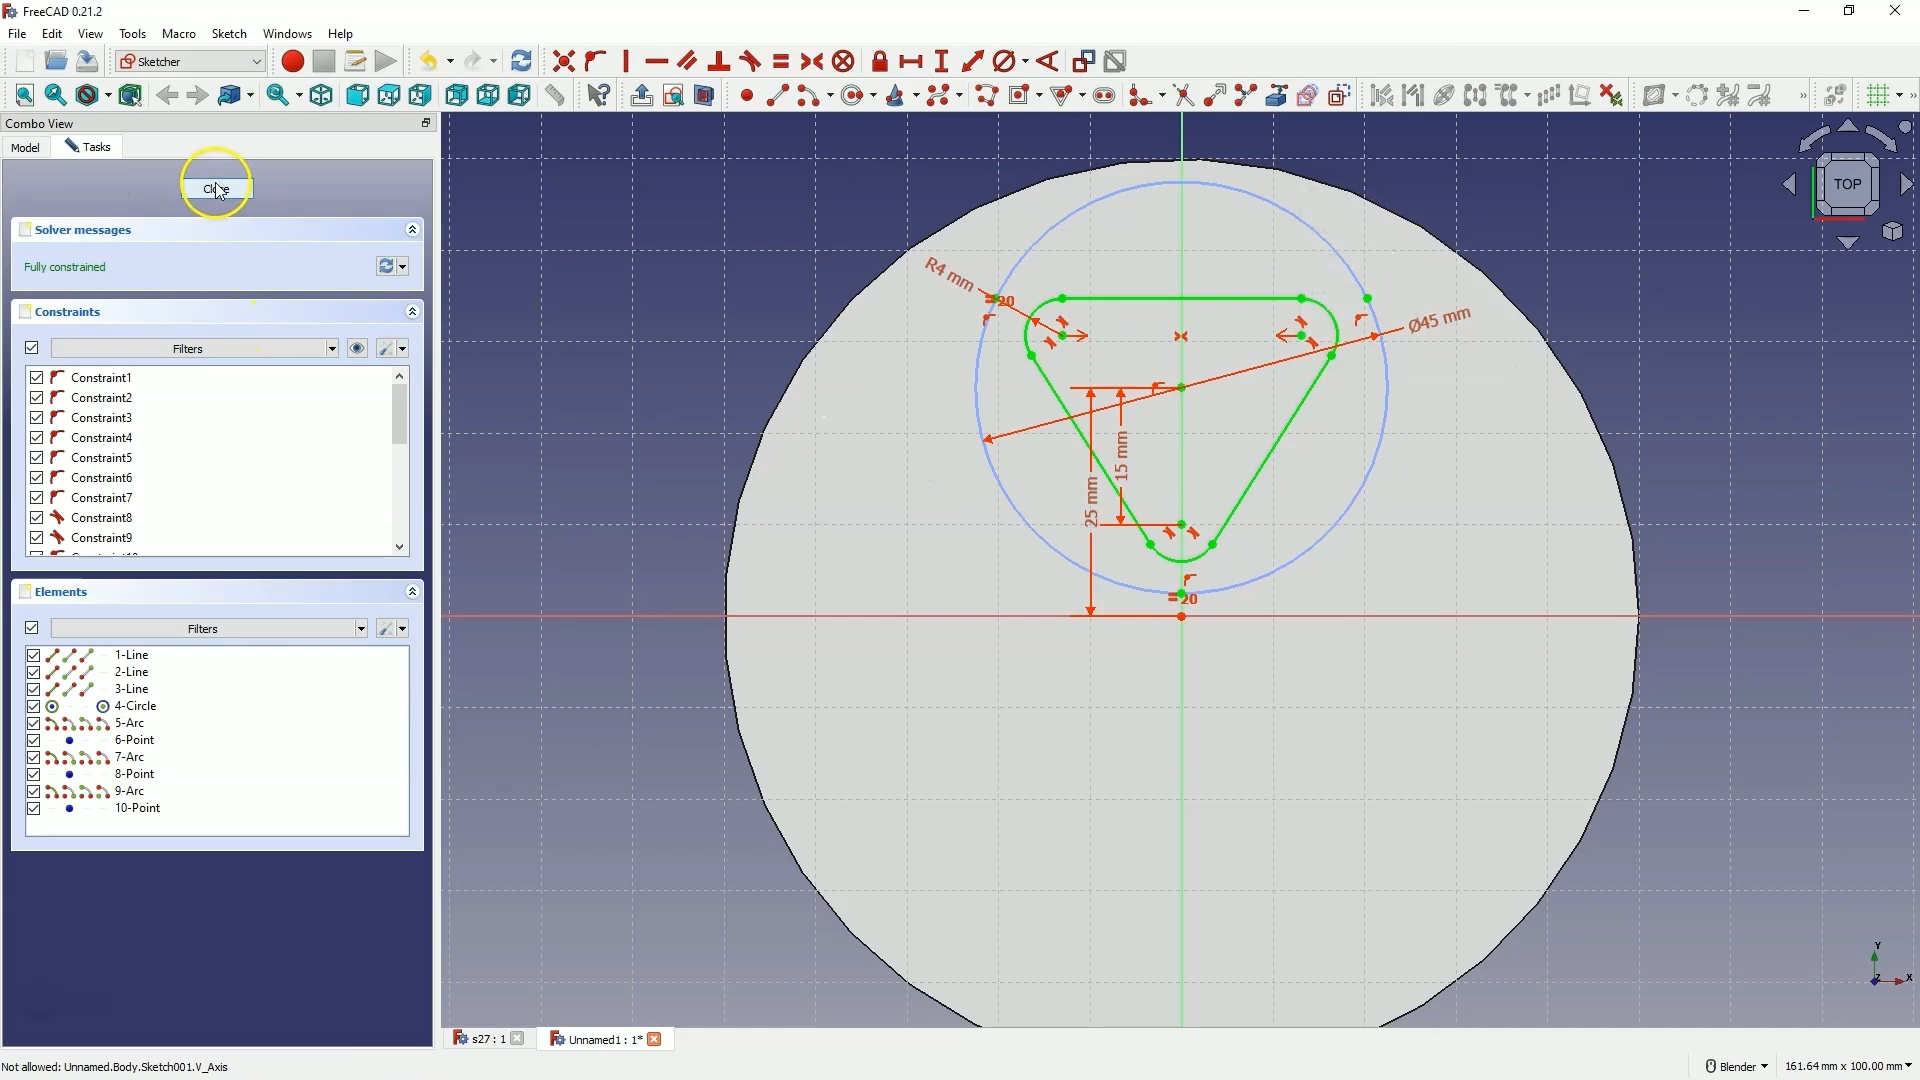 FreeCAD 0.21.2
File Edit View Tools Macro Sketch Windows Help
Sketcher
Combo View
Model Tasks
Close
Solver messages
Fully constrained
Constraints
Filters
Constraint1
Constraint2
Constraint3
Constraint4
Constraint5
Constraint6
Constraint7
Constraint8
Constraint9
Elements
Filters
1-Line
2-Line
3-Line
4-Circle
5-Arc
6-Point
7-Arc
8-Point
9-Arc
10-Point
TOP
R4 mm
=20
Ø45 mm
15 mm
25 mm
=20
Y
Z
X
s27 : 1
Unnamed1 : 1*
Not allowed: Unnamed.Body.Sketch001.V_Axis
Blender
161.64 mm x 100.00 mm